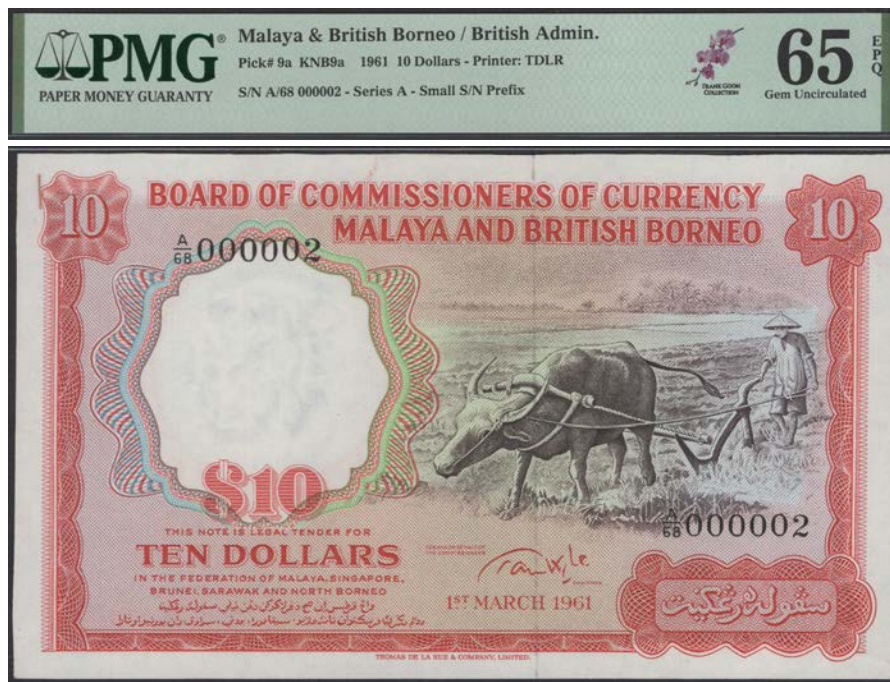 PMG®
PAPER MONEY GUARANTY
Malaya & British Borneo / British Admin.
Pick# 9a KNB9a 1961 10 Dollars - Printer: TDLR
S/N A/68 000002 - Series A - Small S/N Prefix
COLLECTION
65
EPQ
Gem Uncirculated
10
BOARD OF COMMISSIONERS OF CURRENCY
MALAYA AND BRITISH BORNEO
10
A/68 000002
$10
A/68 000002
THIS NOTE IS LEGAL TENDER FOR
TEN DOLLARS
IN THE FEDERATION OF MALAYA, SINGAPORE,
BRUNEI, SARAWAK AND NORTH BORNEO
1ST MARCH 1961
THOMAS DE LA RUE & COMPANY, LIMITED.